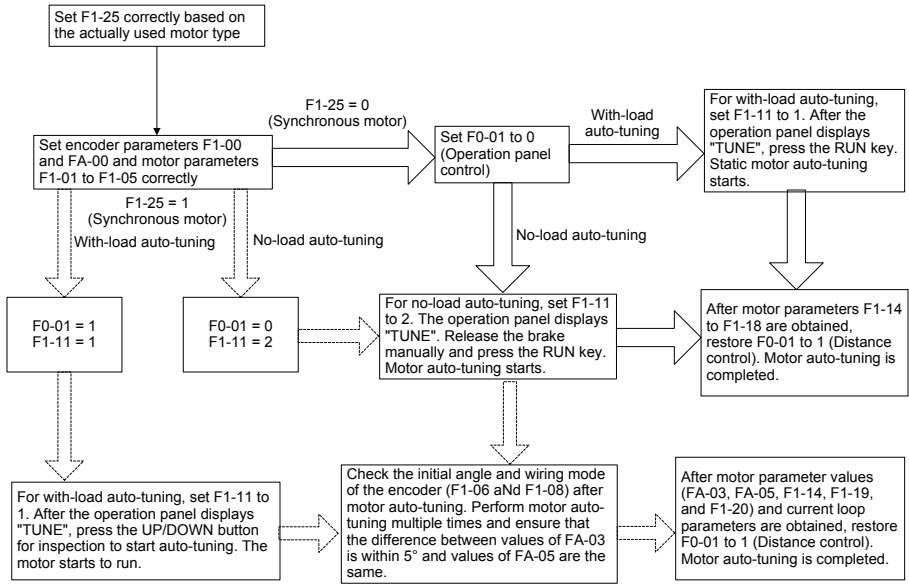 Set F1-25 correctly based on
the actually used motor type
F1-25 = 0
(Synchronous motor)
With-load
auto-tuning
Set encoder parameters F1-00
and FA-00 and motor parameters
F1-01 to F1-05 correctly
Set F0-01 to 0
(Operation panel
control)
For with-load auto-tuning,
set F1-11 to 1. After the
operation panel displays
"TUNE", press the RUN key.
Static motor auto-tuning
starts.
F1-25 = 1
(Synchronous motor)
With-load auto-tuning
No-load auto-tuning
No-load auto-tuning
F0-01 = 1
F1-11 = 1
F0-01 = 0
F1-11 = 2
For no-load auto-tuning, set F1-11
to 2. The operation panel displays
"TUNE". Release the brake
manually and press the RUN key.
Motor auto-tuning starts.
After motor parameters F1-14
to F1-18 are obtained,
restore F0-01 to 1 (Distance
control). Motor auto-tuning is
completed.
For with-load auto-tuning, set F1-11 to
1. After the operation panel displays
"TUNE", press the UP/DOWN button
for inspection to start auto-tuning. The
motor starts to run.
Check the initial angle and wiring mode
of the encoder (F1-06 aNd F1-08) after
motor auto-tuning. Perform motor auto-
tuning multiple times and ensure that
the difference between values of FA-03
is within 5° and values of FA-05 are the
same.
After motor parameter values
(FA-03, FA-05, F1-14, F1-19,
and F1-20) and current loop
parameters are obtained, restore
F0-01 to 1 (Distance control).
Motor auto-tuning is completed.